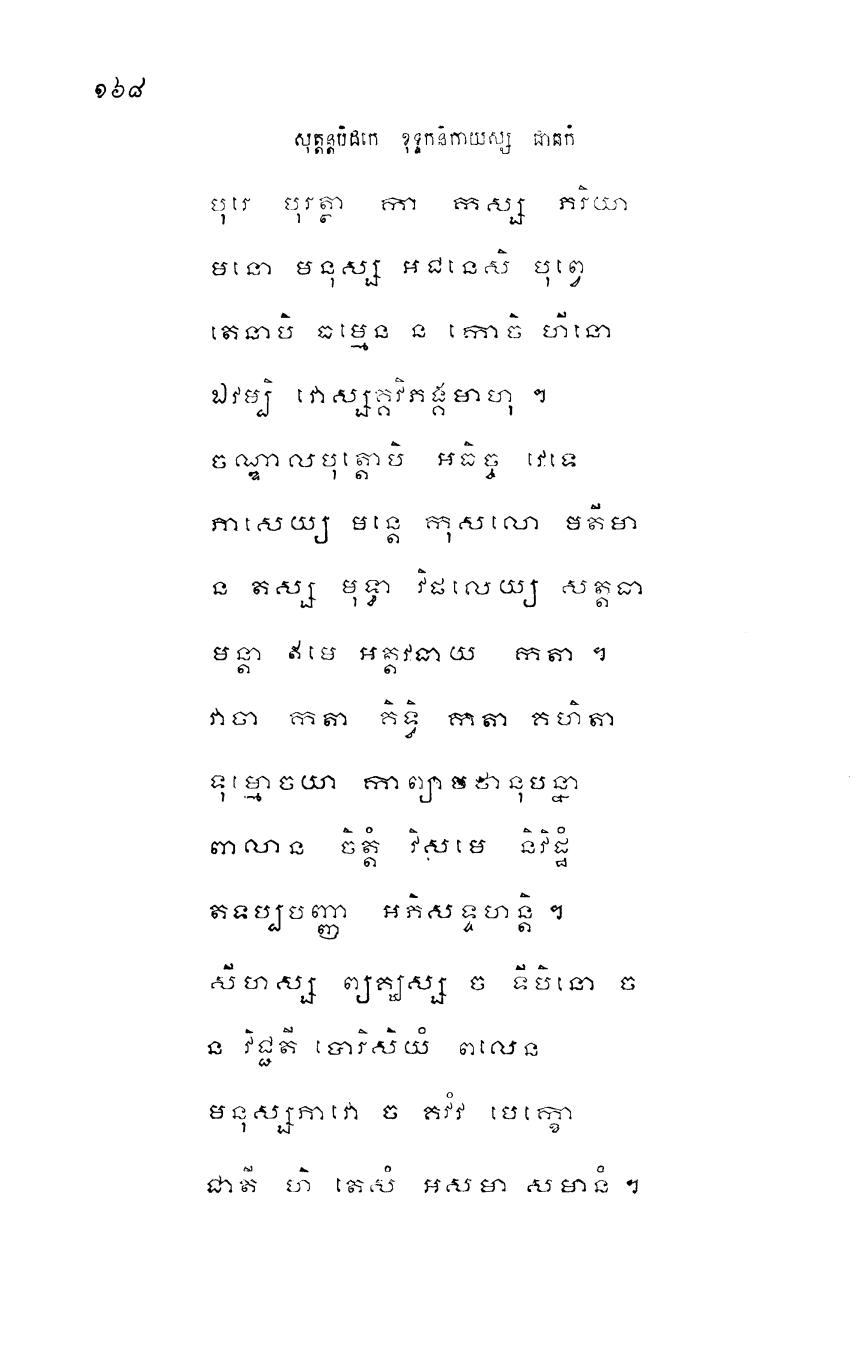 ១៦៨
សុត្តន្តបិដកេ ខុទ្ទកនិកាយស្ស ជាតកំ
បុរេ បុរត្ថា កា កស្ស ភរិយា
មនោ មនុស្ស អជនេសិ បុព្វេ
តេនាបិ ធម្មេន ន កោចិ ហីនោ
ឯវម្បិ វោស្សគ្គវិភង្គមាហុ ។
ចណ្ឌាលបុត្តោបិ អធិច្ច វេទេ
ភាសេយ្យ មន្តេ កុសលោ មតីមា
ន តស្ស មុទ្ធា វិផលេយ្យ សត្តធា
មន្តា ឥមេ អត្តវធាយ កតា ។
វាចា កតា គិទ្ធិ កតា គហិតា
ទុម្មោចយា កាព្យាបថានុបន្នា
ពាលាន ចិត្តំ វិសមេ និវិដ្ឋំ
តទប្បបញ្ញា អភិសទ្ទហន្តិ ។
សីហស្ស ព្យគ្ឃស្ស ច ទីបិនោ ច
ន វិជ្ជតី បោរិសិយំ ពលេន
មនុស្សភាវោ ច គវំវ បេក្ខោ
ជាតី ហិ តេសំ អសមា សមានំ ។